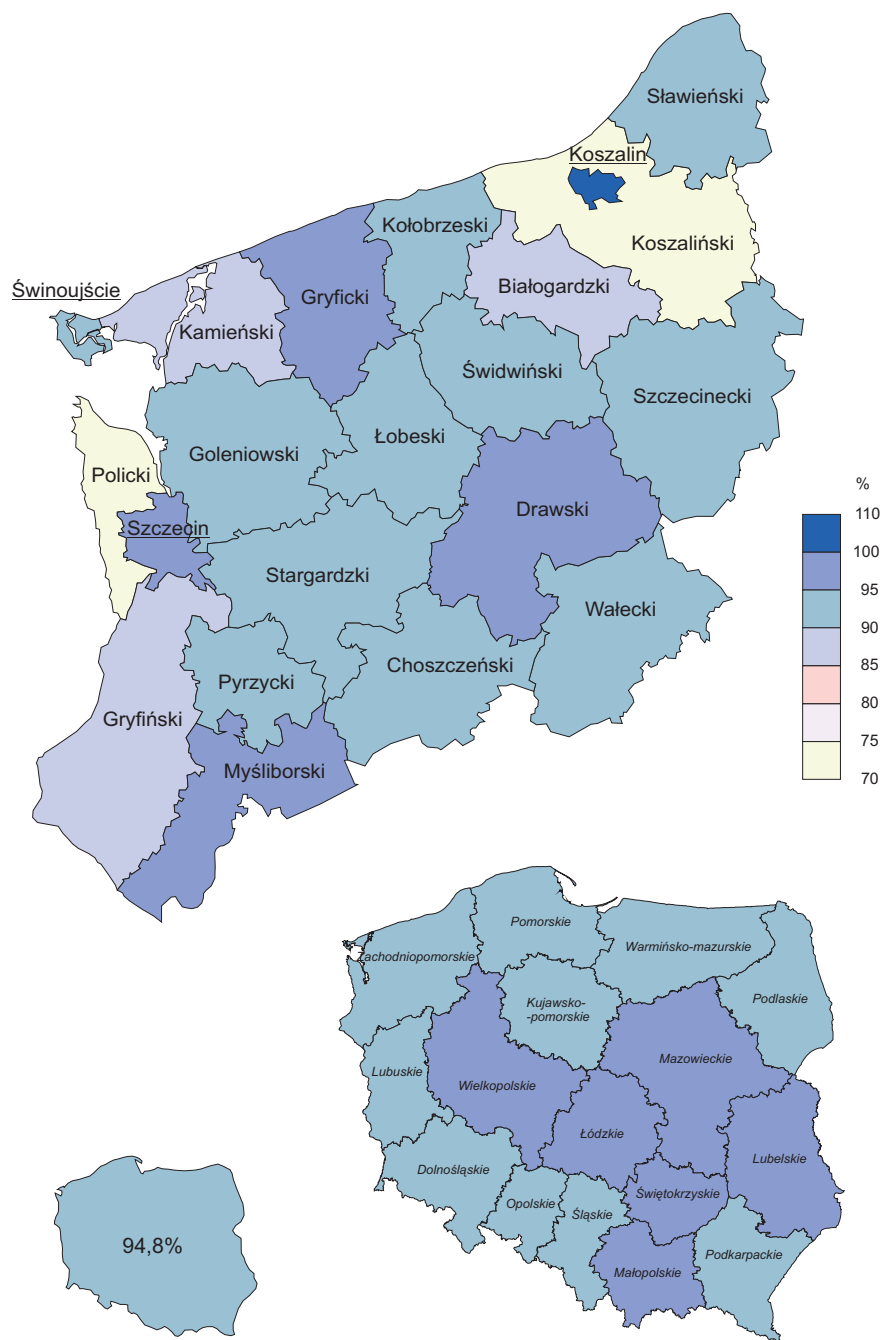 Sławieński
Koszalin
Kołobrzeski
Koszaliński
Świnoujście
Gryficki
Białogardzki
Kamieński
Świdwiński
Szczecinecki
Łobeski
Goleniowski
Policki
%
Drawski
110
Szczecin
100
Stargardzki
95
Wałecki
90
Choszczeński
Pyrzycki
85
80
Gryfiński
75
Myśliborski
70
Pomorskie
Warmińsko-mazurskie
Zachodniopomorskie
Kujawsko-
-pomorskie
Podlaskie
Mazowieckie
Lubuskie
Wielkopolskie
Łódzkie
Lubelskie
Dolnośląskie
Świętokrzyskie
Opolskie
Śląskie
94,8%
Podkarpackie
Małopolskie